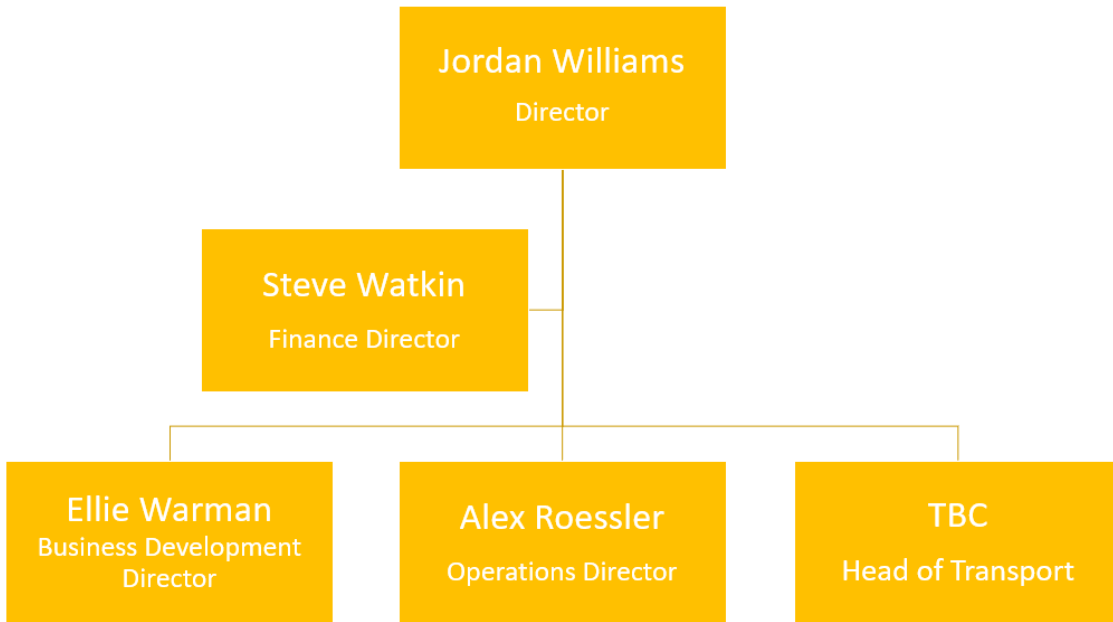 Jordan Williams
Director
Steve Watkin
Finance Director
Ellie Warman
Business Development
Director
Alex Roessler
Operations Director
TBC
Head of Transport